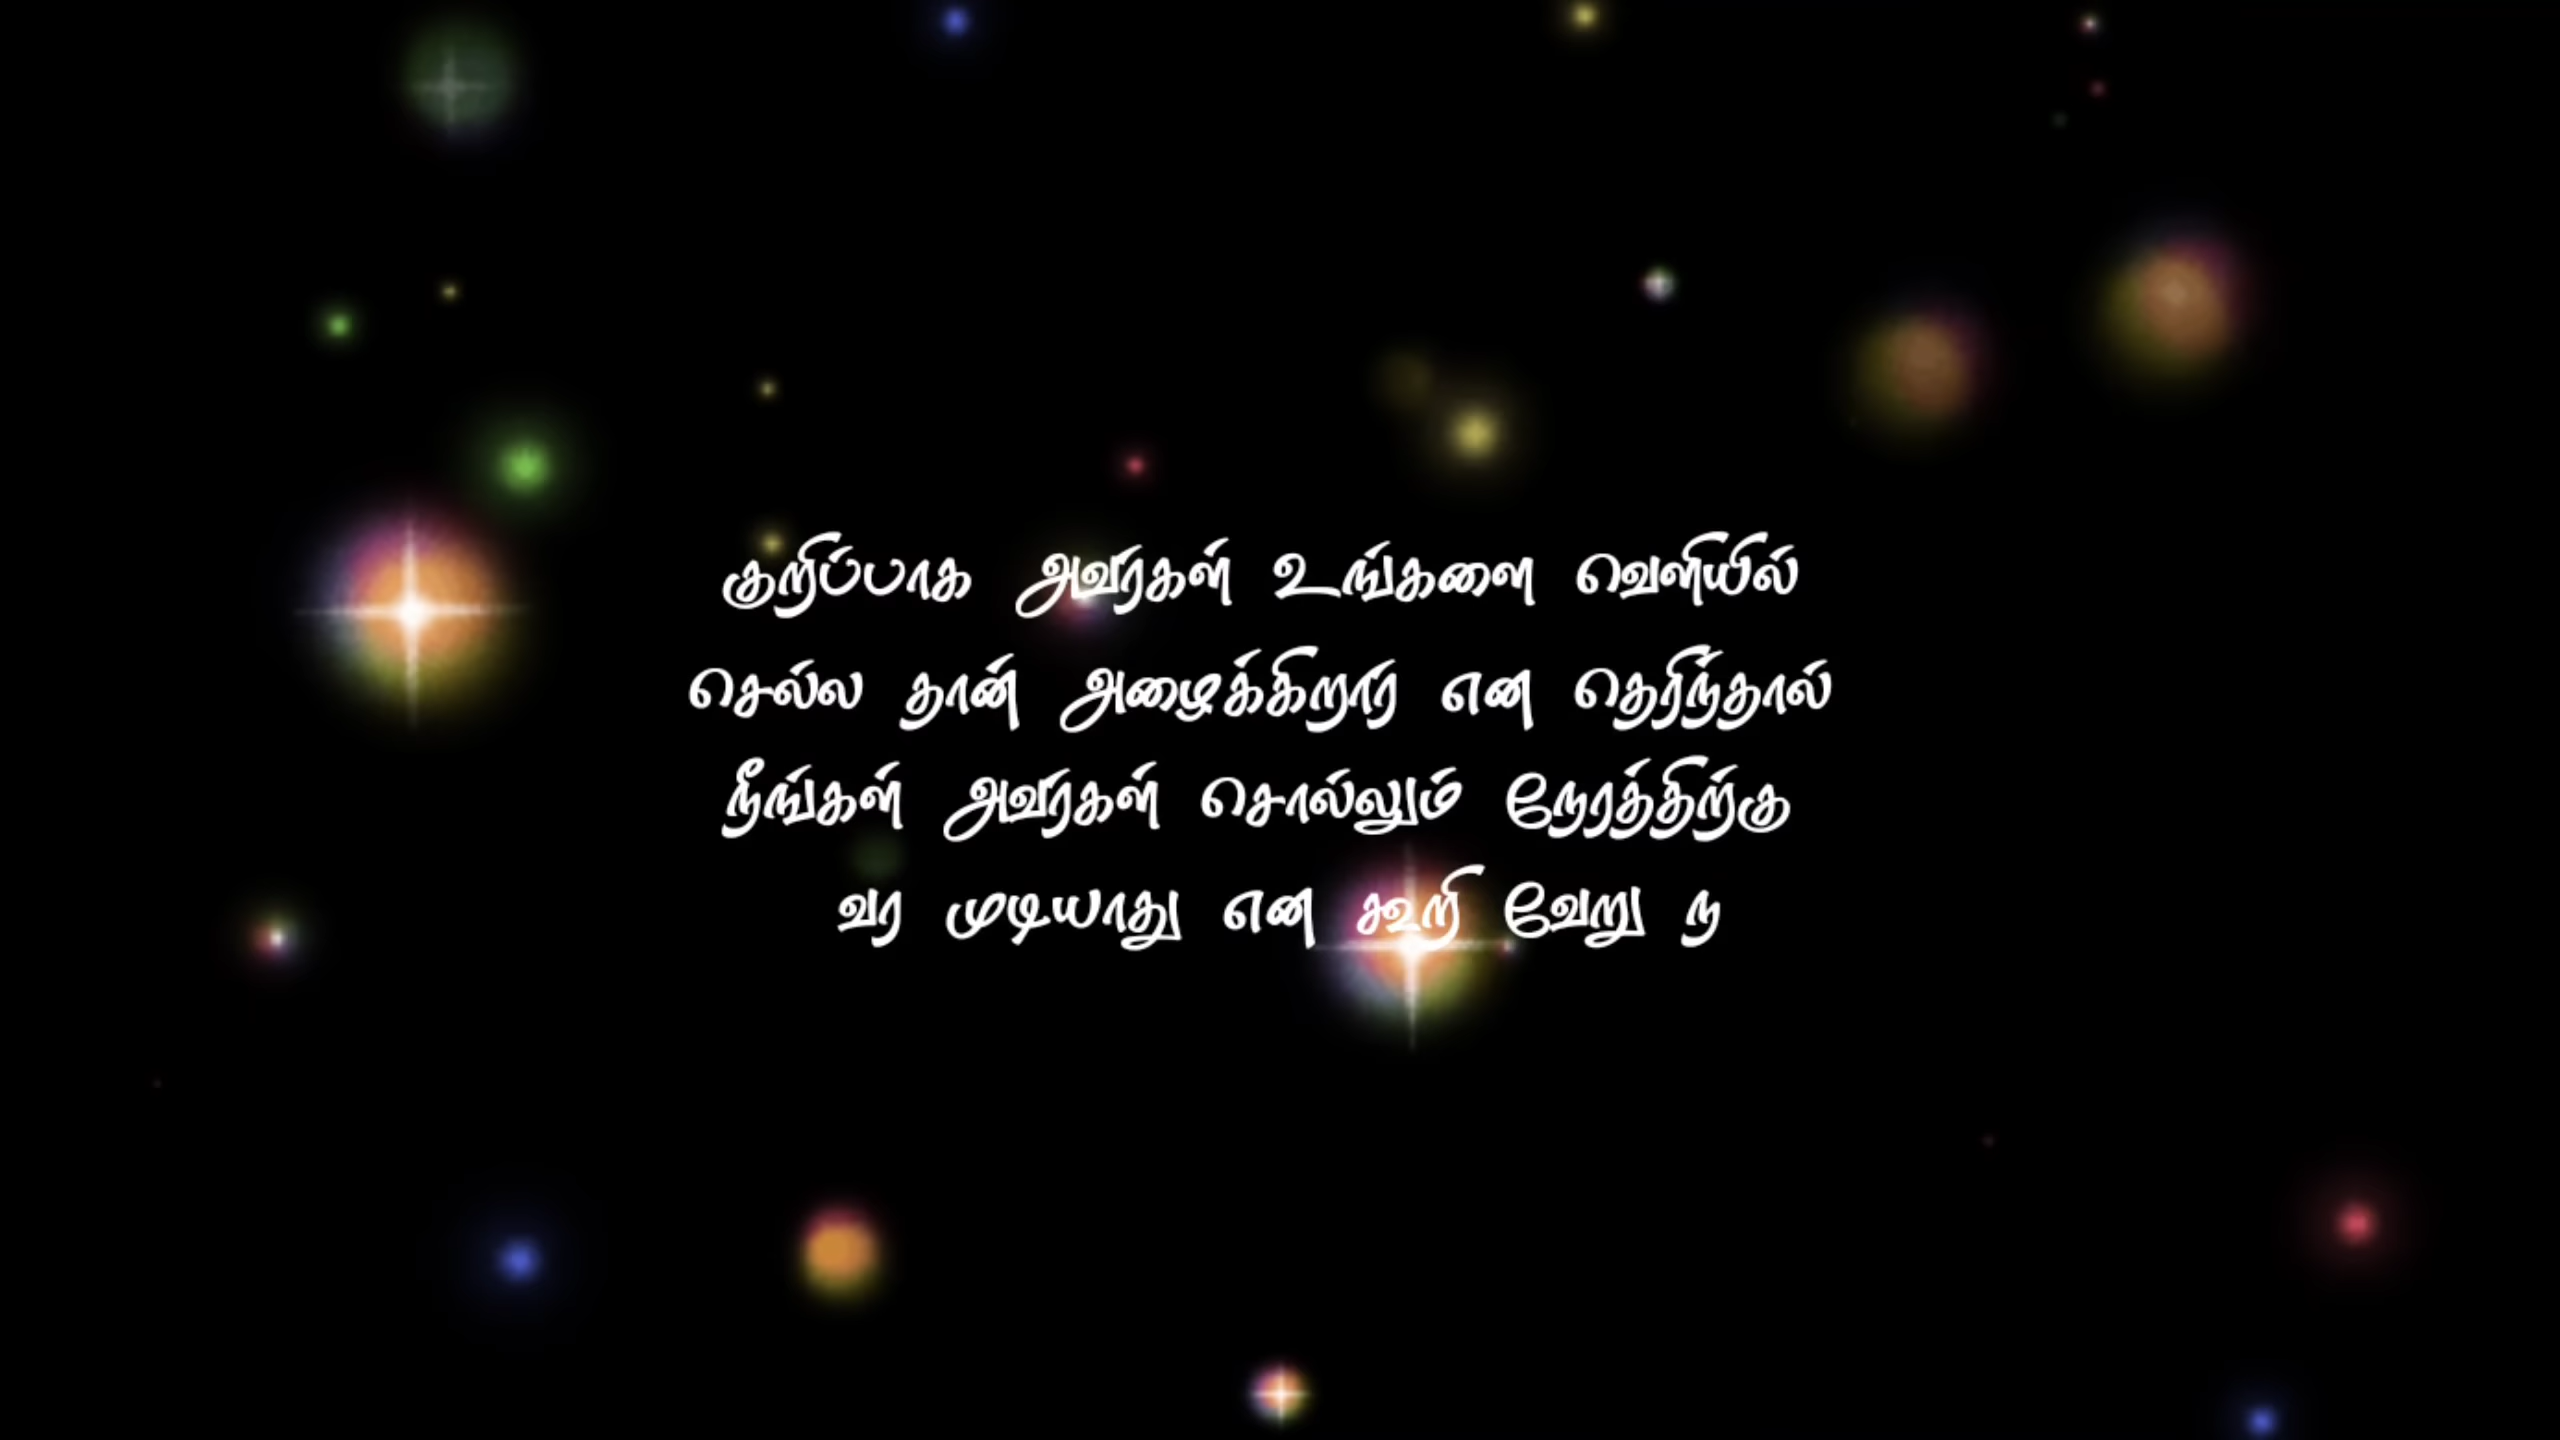 குறிப்பாக அவர்கள் உங்களை வெளியில்
செல்ல தான் அழைக்கிறார் என தெரிந்தால்
நீங்கள் அவர்கள் சொல்லும் நேரத்திற்கு
வர முடியாது என கூறி வேறு ந